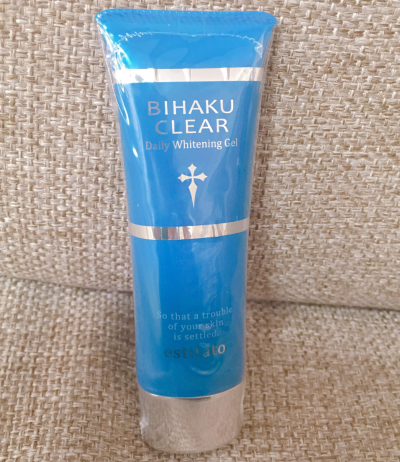 BIHAKU
CLEAR
Daily Whitening Gel
So that a trouble
of your skin
is settled.